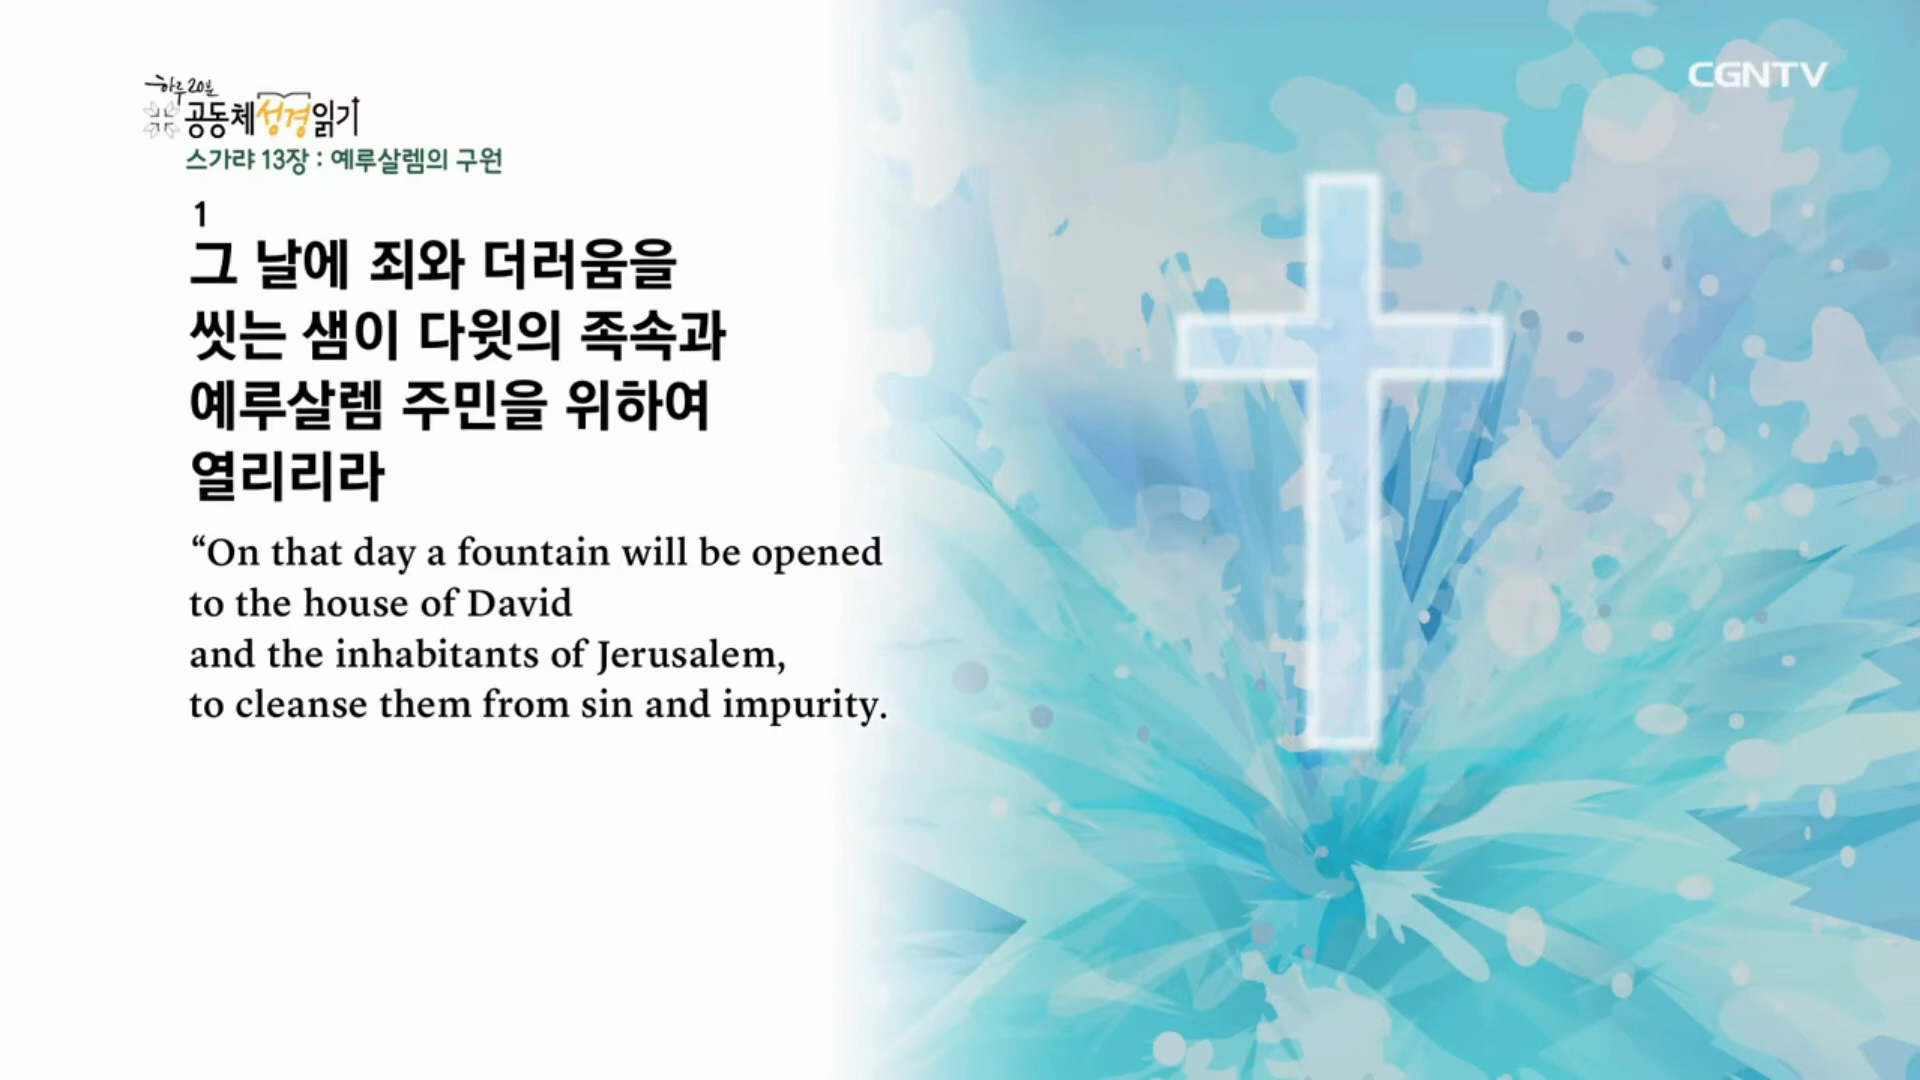 하루 20분
공동체성경읽기
CGNTV
스가랴 13장 : 예루살렘의 구원
1
그 날에 죄와 더러움을
씻는 샘이 다윗의 족속과
예루살렘 주민을 위하여
열리리라
“On that day a fountain will be opened
to the house of David
and the inhabitants of Jerusalem,
to cleanse them from sin and impurity.